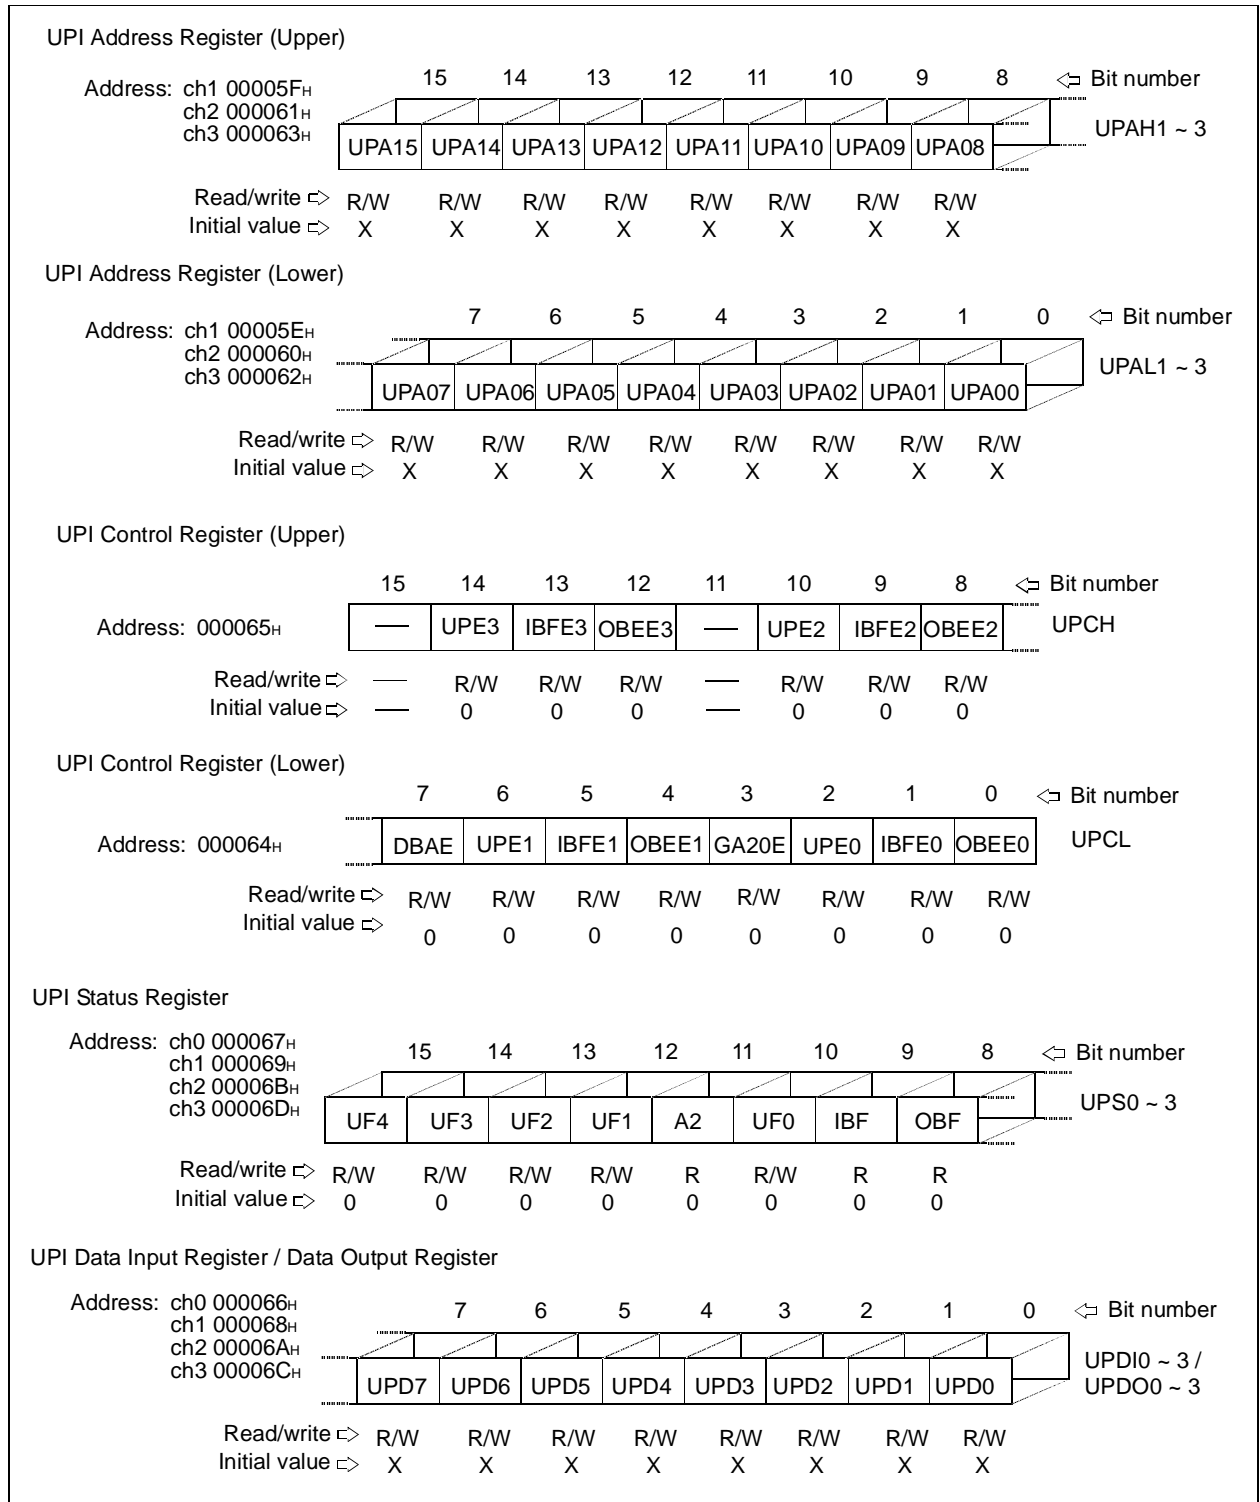 UPI Address Register (Upper)
15 14 13 12 11 10 9 8 ⇦ Bit number
Address: ch1 00005FH
ch2 000061H
ch3 000063H
UPAH1 ~ 3
UPA15 UPA14 UPA13 UPA12 UPA11 UPA10 UPA09 UPA08
Read/write ⇨ R/W R/W R/W R/W R/W R/W R/W R/W
Initial value ⇨ X X X X X X X X
UPI Address Register (Lower)
7 6 5 4 3 2 1 0 ⇦ Bit number
Address: ch1 00005EH
ch2 000060H
ch3 000062H
UPAL1 ~ 3
UPA07 UPA06 UPA05 UPA04 UPA03 UPA02 UPA01 UPA00
Read/write ⇨ R/W R/W R/W R/W R/W R/W R/W R/W
Initial value ⇨ X X X X X X X X
UPI Control Register (Upper)
15 14 13 12 11 10 9 8 ⇦ Bit number
Address: 000065H — UPE3 IBFE3 OBEE3 — UPE2 IBFE2 OBEE2 UPCH
Read/write ⇨ — R/W R/W R/W — R/W R/W R/W
Initial value ⇨ — 0 0 0 — 0 0 0
UPI Control Register (Lower)
7 6 5 4 3 2 1 0 ⇦ Bit number
Address: 000064H DBAE UPE1 IBFE1 OBEE1 GA20E UPE0 IBFE0 OBEE0 UPCL
Read/write ⇨ R/W R/W R/W R/W R/W R/W R/W R/W
Initial value ⇨ 0 0 0 0 0 0 0 0
UPI Status Register
Address: ch0 000067H
15 14 13 12 11 10 9 8 ⇦ Bit number
ch1 000069H
ch2 00006BH
ch3 00006DH
UPS0 ~ 3
UF4 UF3 UF2 UF1 A2 UF0 IBF OBF
Read/write ⇨ R/W R/W R/W R/W R R/W R R
Initial value ⇨ 0 0 0 0 0 0 0 0
UPI Data Input Register / Data Output Register
Address: ch0 000066H
7 6 5 4 3 2 1 0 ⇦ Bit number
ch1 000068H
ch2 00006AH
ch3 00006CH
UPDI0 ~ 3 /
UPD7 UPD6 UPD5 UPD4 UPD3 UPD2 UPD1 UPD0 UPDO0 ~ 3
Read/write ⇨ R/W R/W R/W R/W R/W R/W R/W R/W
Initial value ⇨ X X X X X X X X